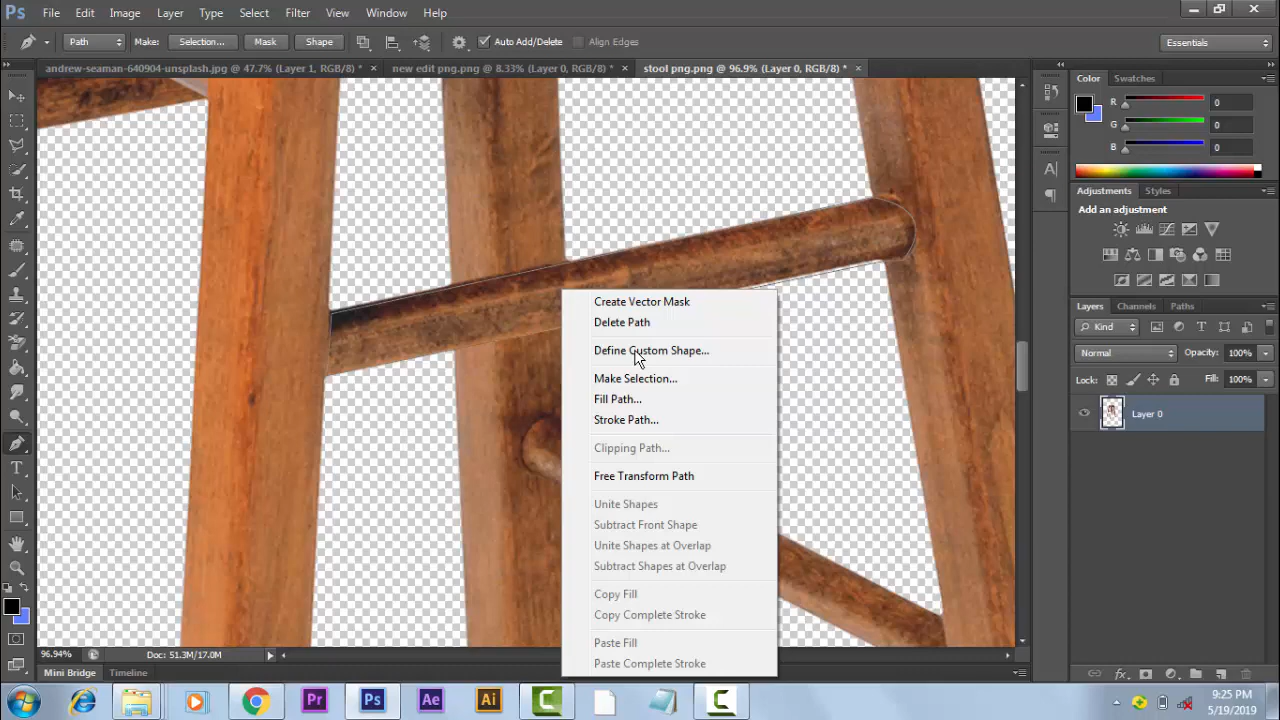 Ps File Edit Image Layer Type Select Filter View Window Help
Path Make: Selection... Mask Shape Auto Add/Delete Align Edges Essentials
andrew-seaman-640904-unsplash.jpg @ 47.7% (Layer 1, RGB/8) * × new edit png.png @ 8.33% (Layer 0, RGB/8) * × stool png.png @ 96.9% (Layer 0, RGB/8) * ×
Color Swatches
R 0
G 0
B 0
Adjustments Styles
Add an adjustment
Layers Channels Paths
Kind
Normal Opacity: 100%
Lock: Fill: 100%
Layer 0
Create Vector Mask
Delete Path
Define Custom Shape...
Make Selection...
Fill Path...
Stroke Path...
Clipping Path...
Free Transform Path
Unite Shapes
Subtract Front Shape
Unite Shapes at Overlap
Subtract Shapes at Overlap
Copy Fill
Copy Complete Stroke
Paste Fill
Paste Complete Stroke
96.94% Doc: 51.3M/17.0M
Mini Bridge Timeline
Pr Ps Ae Ai
9:25 PM
5/19/2019